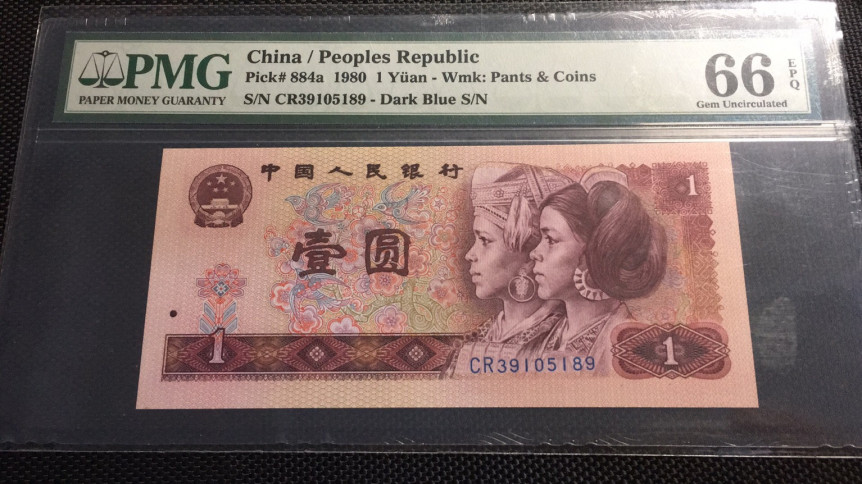 PMG
PAPER MONEY GUARANTY
China / Peoples Republic
Pick# 884a 1980 1 Yüan - Wmk: Pants & Coins
S/N CR39105189 - Dark Blue S/N
66 EPQ
Gem Uncirculated
中国人民银行
1
壹圆
1
CR39105189
1